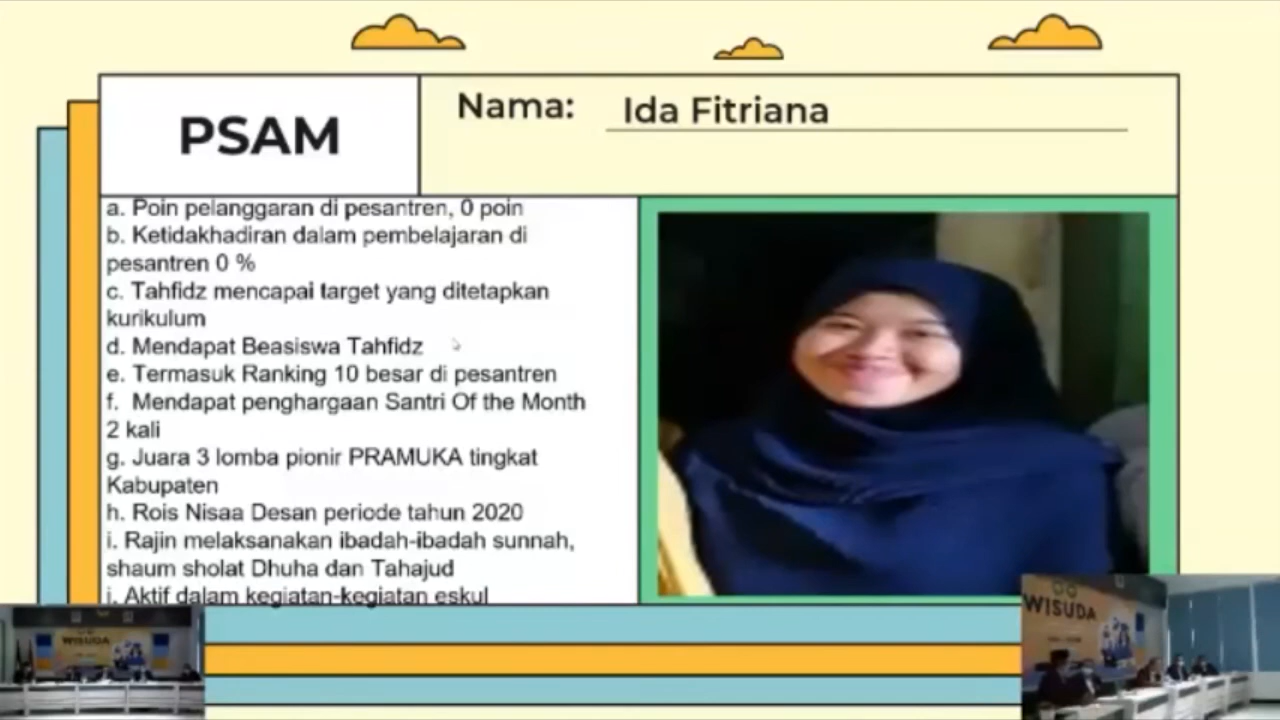 PSAM
Nama: Ida Fitriana
a. Poin pelanggaran di pesantren, 0 poin
b. Ketidakhadiran dalam pembelajaran di
pesantren 0 %
c. Tahfidz mencapai target yang ditetapkan
kurikulum
d. Mendapat Beasiswa Tahfidz
e. Termasuk Ranking 10 besar di pesantren
f. Mendapat penghargaan Santri Of the Month
2 kali
g. Juara 3 lomba pionir PRAMUKA tingkat
Kabupaten
h. Rois Nisaa Desan periode tahun 2020
i. Rajin melaksanakan ibadah-ibadah sunnah,
shaum sholat Dhuha dan Tahajud
j. Aktif dalam kegiatan-kegiatan eskul
WISUDA
WISUDA